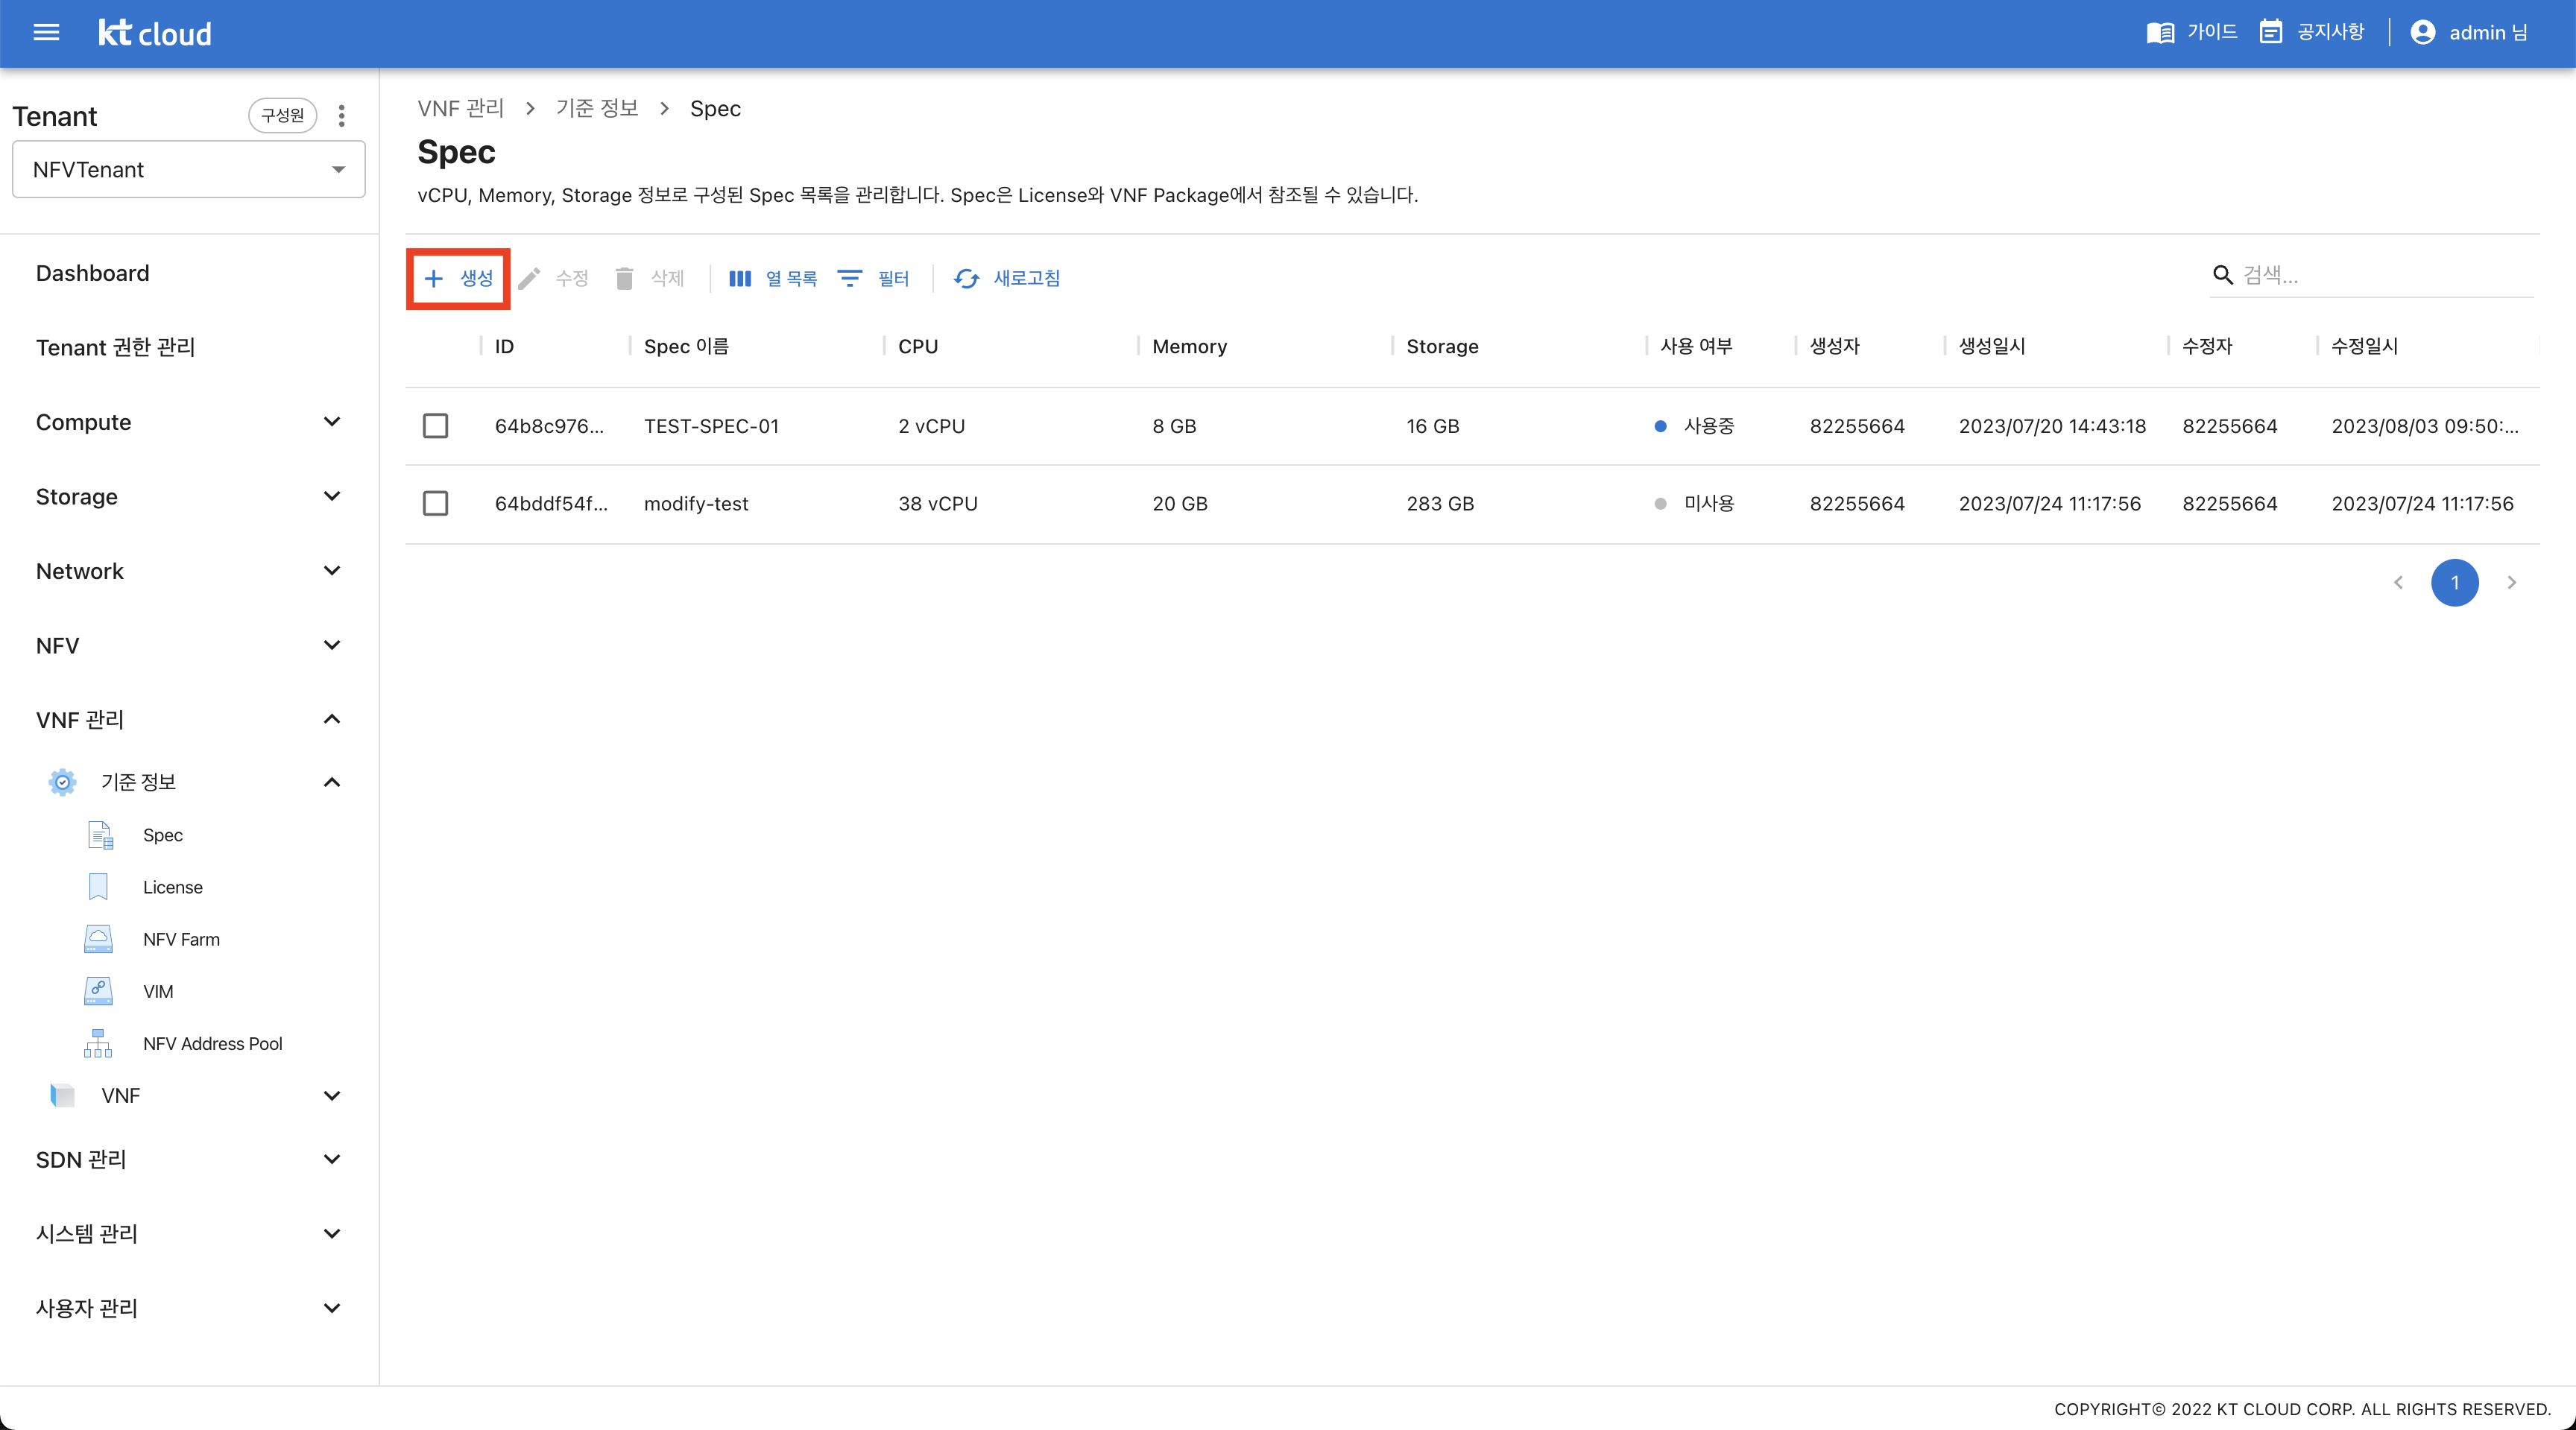 kt cloud
가이드
공지사항
admin 님
Tenant
구성원
NFVTenant
Dashboard
Tenant 권한 관리
Compute
Storage
Network
NFV
VNF 관리
기준 정보
Spec
License
NFV Farm
VIM
NFV Address Pool
VNF
SDN 관리
시스템 관리
사용자 관리
VNF 관리 > 기준 정보 > Spec
Spec
vCPU, Memory, Storage 정보로 구성된 Spec 목록을 관리합니다. Spec은 License와 VNF Package에서 참조될 수 있습니다.
생성 수정 삭제 열 목록 필터 새로고침 검색...
ID Spec 이름 CPU Memory Storage 사용 여부 생성자 생성일시 수정자 수정일시
64b8c976... TEST-SPEC-01 2 vCPU 8 GB 16 GB 사용중 82255664 2023/07/20 14:43:18 82255664 2023/08/03 09:50:...
64bddf54f... modify-test 38 vCPU 20 GB 283 GB 미사용 82255664 2023/07/24 11:17:56 82255664 2023/07/24 11:17:56
1
COPYRIGHT© 2022 KT CLOUD CORP. ALL RIGHTS RESERVED.